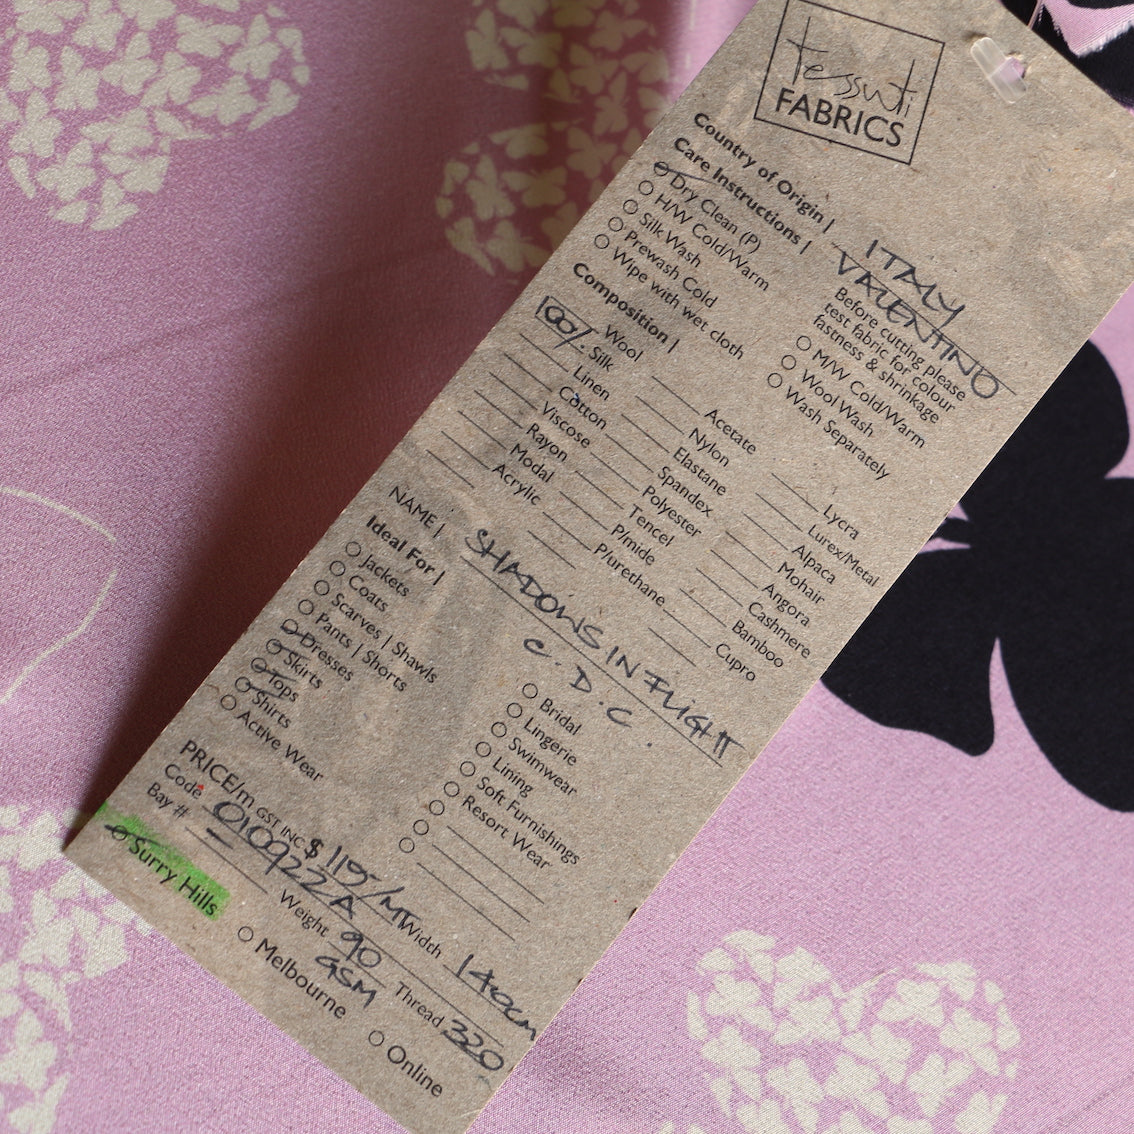 tessuti
FABRICS
Country of Origin | ITALY
VALENTINO
Care Instructions |
Dry Clean (P)
H/W Cold/Warm
Silk Wash
Prewash Cold
Wipe with wet cloth
Before cutting please
test fabric for colour
fastness & shrinkage
M/W Cold/Warm
Wool Wash
Wash Separately
Composition |
Wool
100% Silk
Linen
Cotton
Viscose
Rayon
Modal
Acrylic
Acetate
Nylon
Elastane
Spandex
Polyester
Tencel
P/mide
P/urethane
Lycra
Lurex/Metal
Alpaca
Mohair
Angora
Cashmere
Bamboo
Cupro
NAME | SHADOWS IN FLIGHT
C.D.C.
Ideal For |
Jackets
Coats
Scarves | Shawls
Pants | Shorts
Dresses
Skirts
Tops
Shirts
Active Wear
Bridal
Lingerie
Swimwear
Lining
Soft Furnishings
Resort Wear
PRICE/m GST INC $ 119/MT Width 140cm
Code 010922A Weight 90 GSM Thread 320
Bay #
Surry Hills
Melbourne
Online